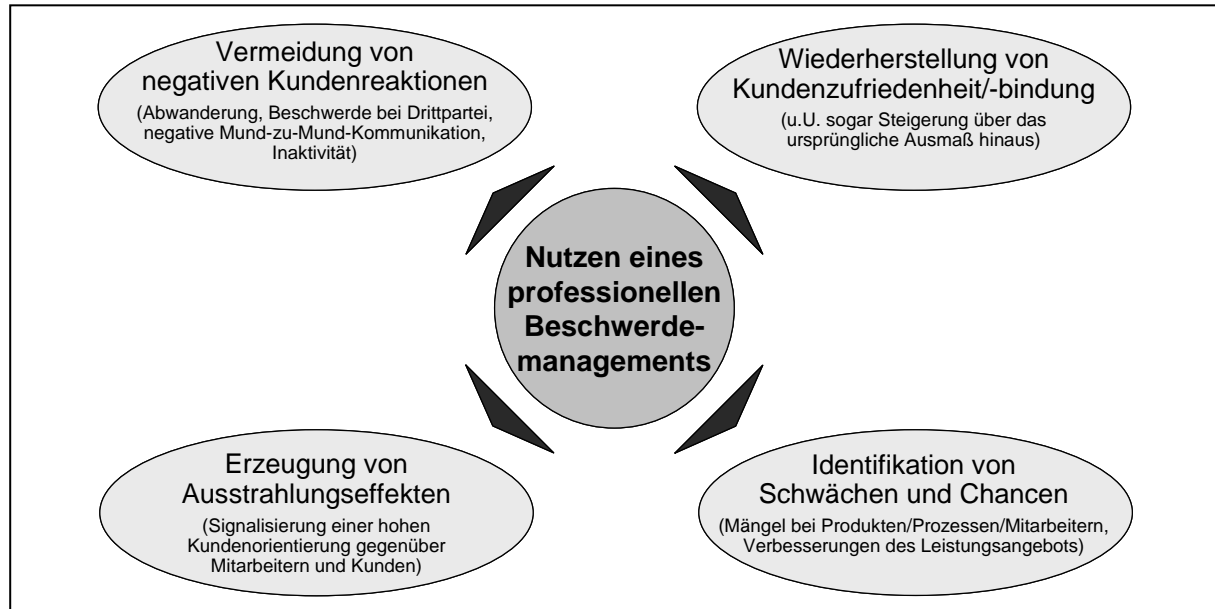 Vermeidung von
negativen Kundenreaktionen
(Abwanderung, Beschwerde bei Drittpartei,
negative Mund-zu-Mund-Kommunikation,
Inaktivität)
Wiederherstellung von
Kundenzufriedenheit/-bindung
(u.U. sogar Steigerung über das
ursprüngliche Ausmaß hinaus)
Nutzen eines
professionellen
Beschwerde-
managements
Erzeugung von
Ausstrahlungseffekten
(Signalisierung einer hohen
Kundenorientierung gegenüber
Mitarbeitern und Kunden)
Identifikation von
Schwächen und Chancen
(Mängel bei Produkten/Prozessen/Mitarbeitern,
Verbesserungen des Leistungsangebots)